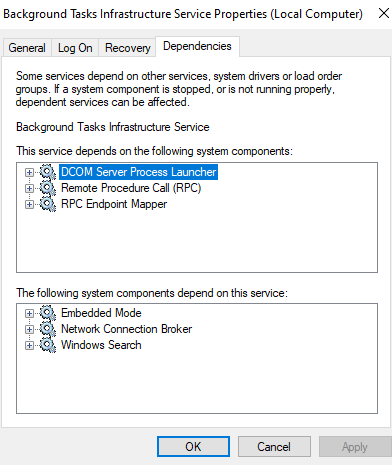 Background Tasks Infrastructure Service Properties (Local Computer)
General Log On Recovery Dependencies
Some services depend on other services, system drivers or load order
groups. If a system component is stopped, or is not running properly,
dependent services can be affected.
Background Tasks Infrastructure Service
This service depends on the following system components:
DCOM Server Process Launcher
Remote Procedure Call (RPC)
RPC Endpoint Mapper
The following system components depend on this service:
Embedded Mode
Network Connection Broker
Windows Search
OK Cancel Apply